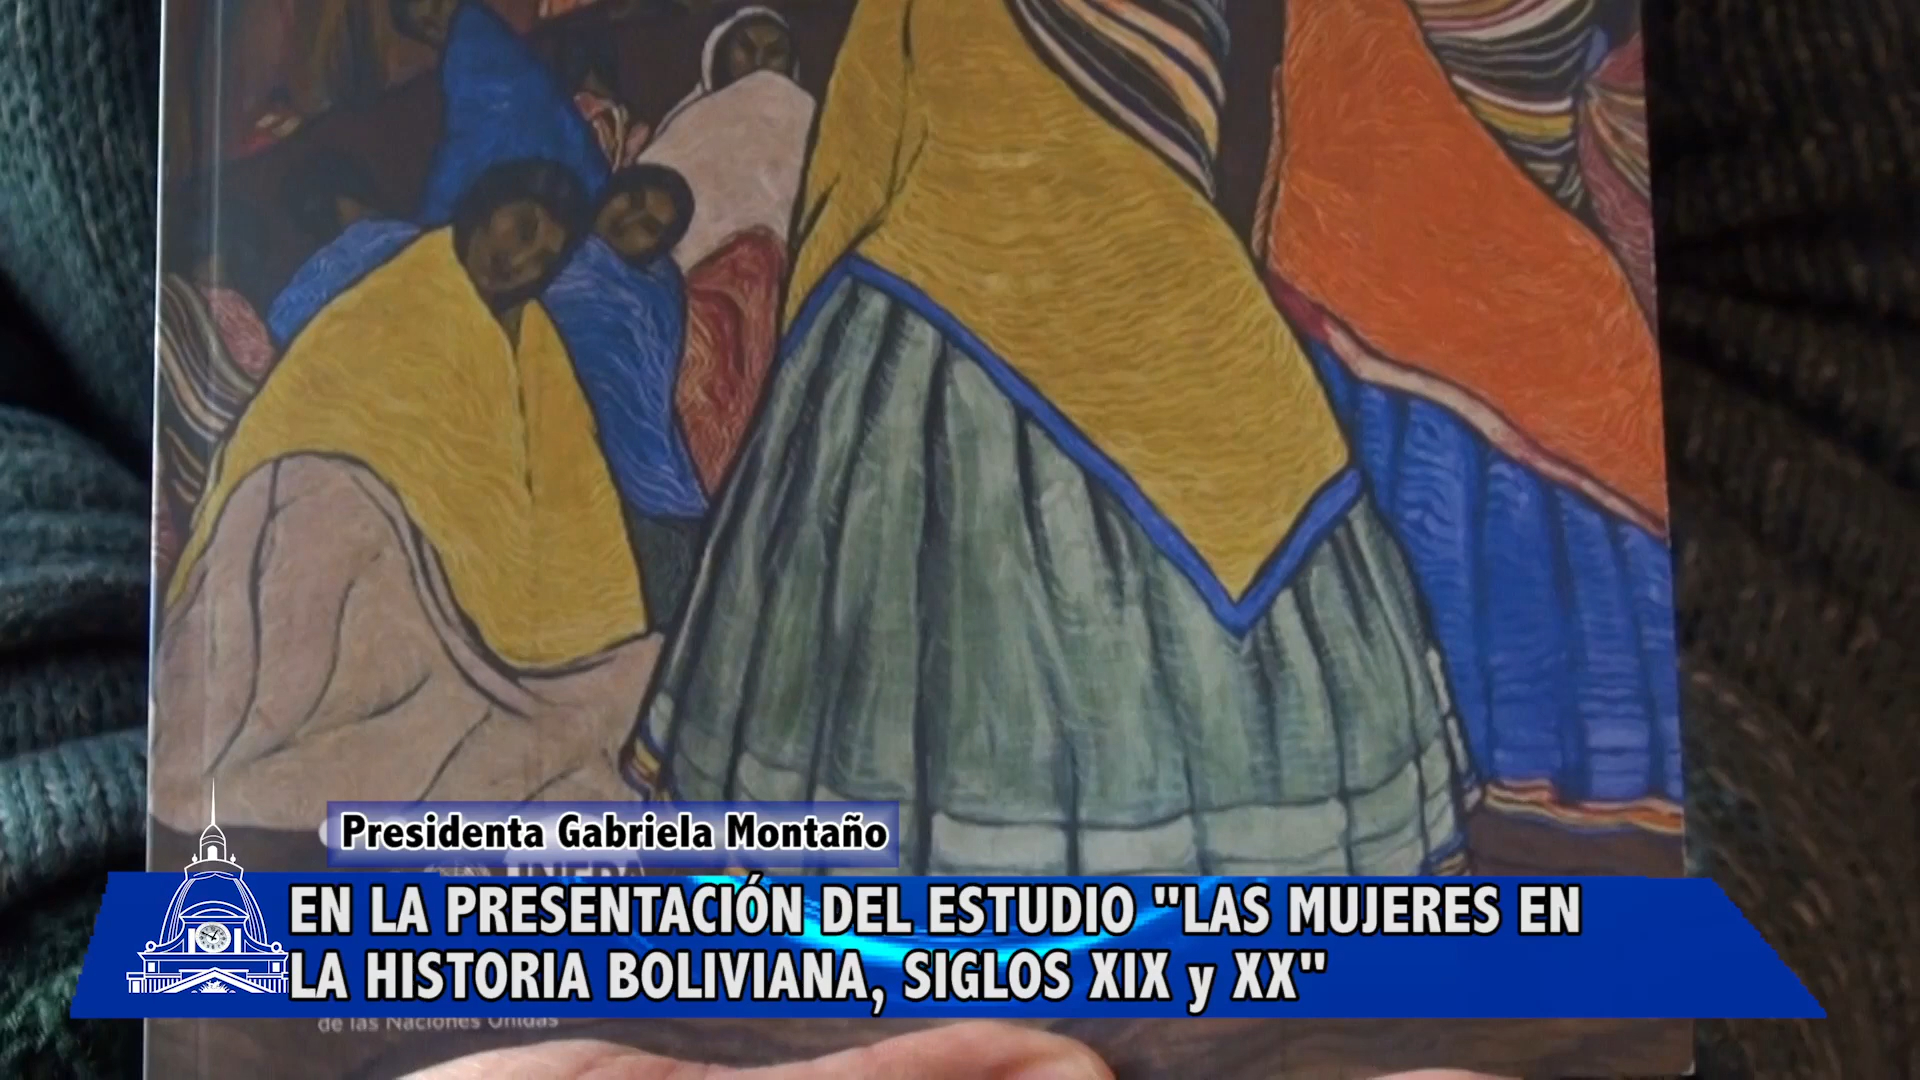 Presidenta Gabriela Montaño
EN LA PRESENTACIÓN DEL ESTUDIO "LAS MUJERES EN
LA HISTORIA BOLIVIANA, SIGLOS XIX y XX"
de las Naciones Unidas